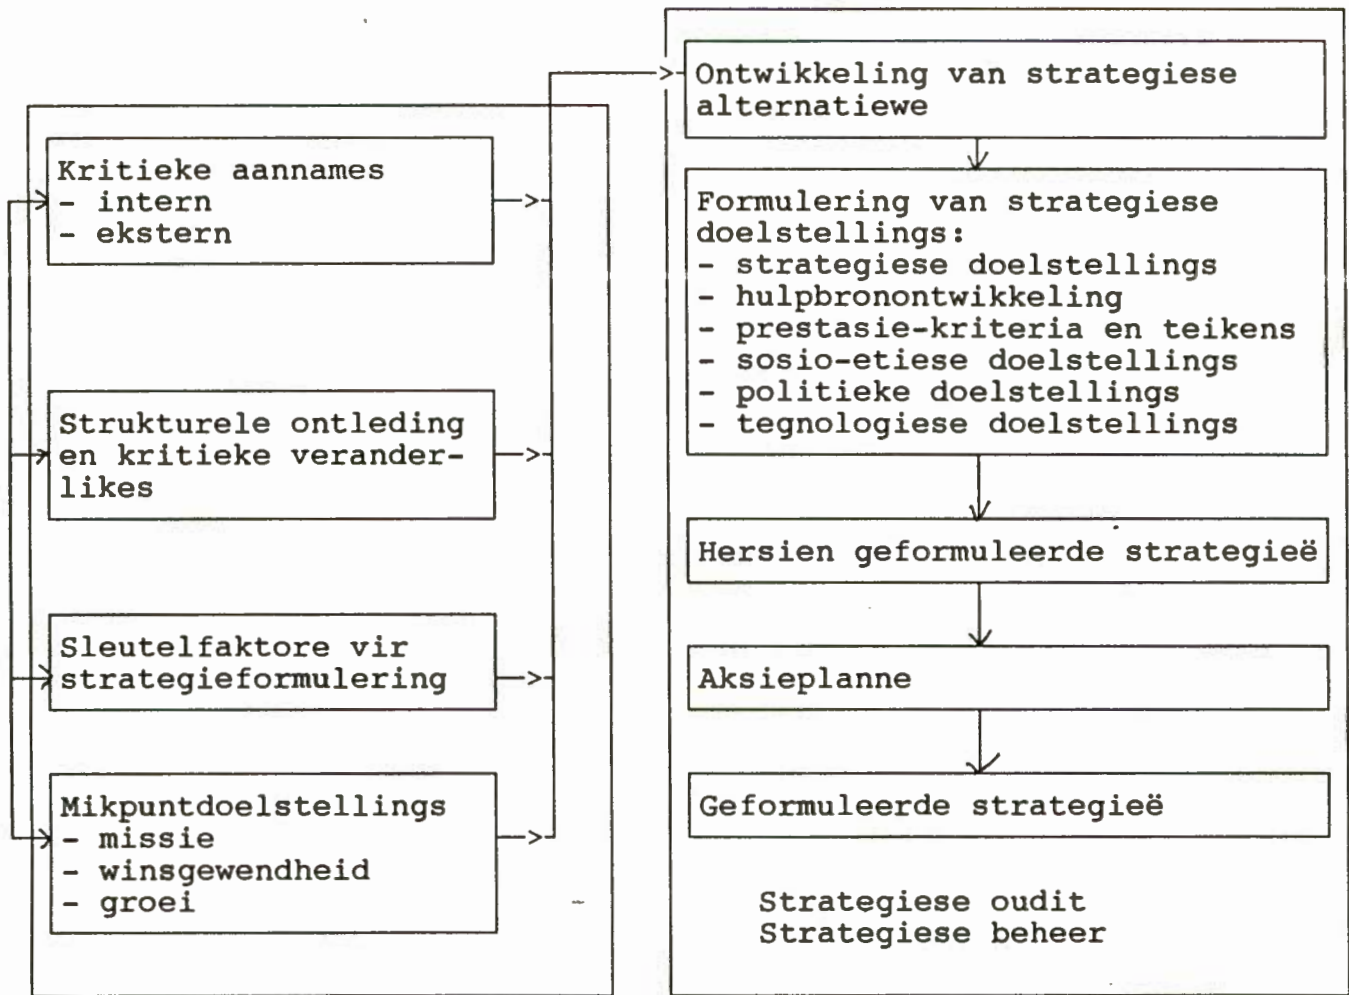 Kritieke aannames
- intern
- ekstern
Strukturele ontleding
en kritieke verander-
likes
Sleutelfaktore vir
strategieformulering
Mikpuntdoelstellings
- missie
- winsgewendheid
- groei
Ontwikkeling van strategiese
alternatiewe
Formulering van strategiese
doelstellings:
- strategiese doelstellings
- hulpbronontwikkeling
- prestasie-kriteria en teikens
- sosio-etiese doelstellings
- politieke doelstellings
- tegnologiese doelstellings
Hersien geformuleerde strategieë
Aksieplanne
Geformuleerde strategieë
Strategiese oudit
Strategiese beheer